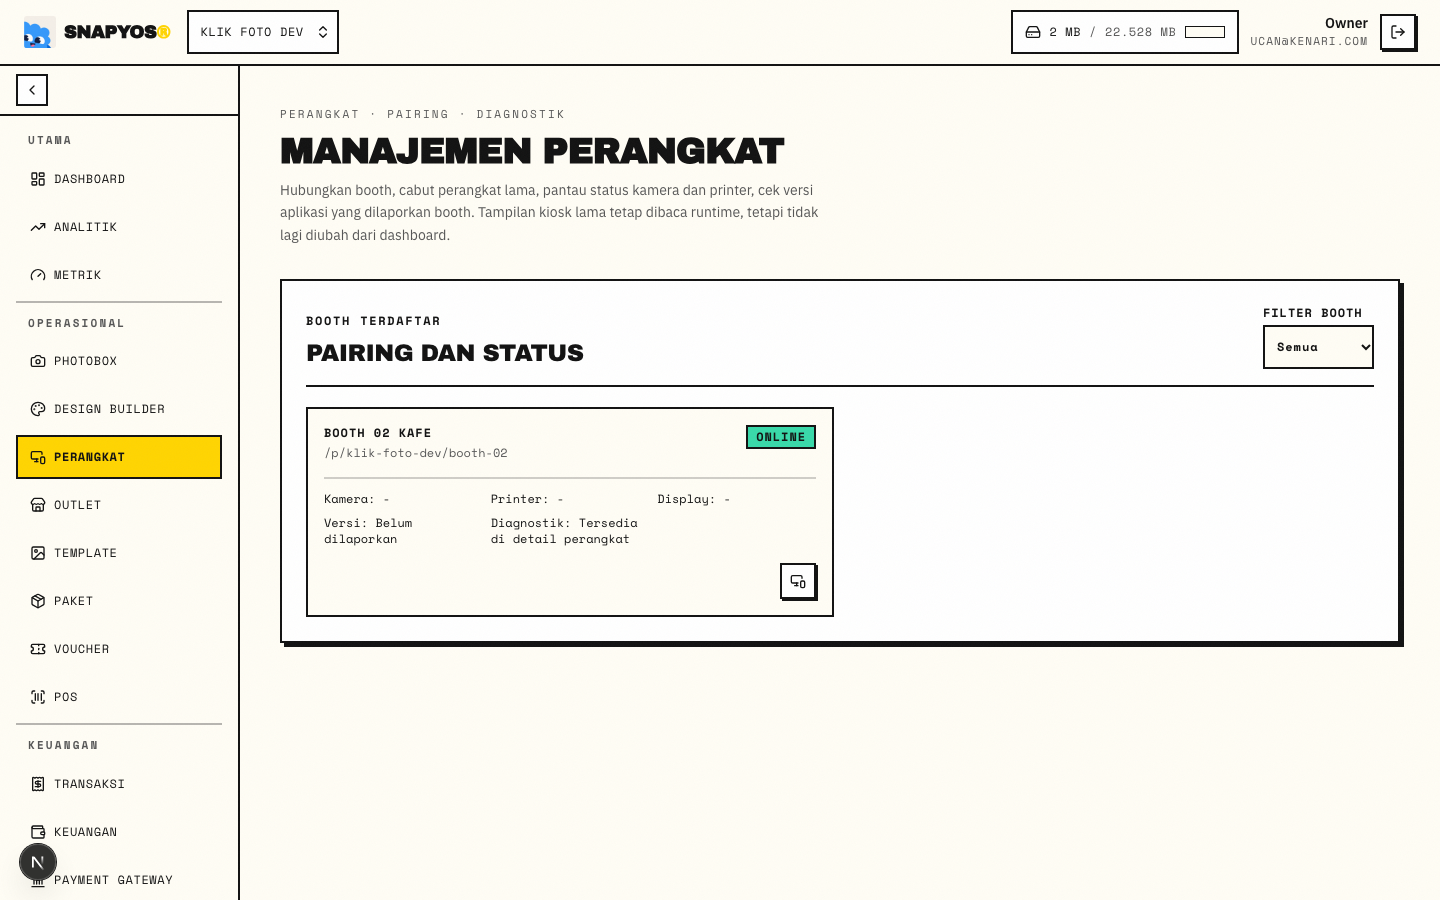 SNAPYOS®
KLIK FOTO DEV
2 MB / 22.528 MB
Owner
UCAN@KENARI.COM
UTAMA
DASHBOARD
ANALITIK
METRIK
OPERASIONAL
PHOTOBOX
DESIGN BUILDER
PERANGKAT
OUTLET
TEMPLATE
PAKET
VOUCHER
POS
KEUANGAN
TRANSAKSI
KEUANGAN
PAYMENT GATEWAY
N
PERANGKAT · PAIRING · DIAGNOSTIK
MANAJEMEN PERANGKAT
Hubungkan booth, cabut perangkat lama, pantau status kamera dan printer, cek versi
aplikasi yang dilaporkan booth. Tampilan kiosk lama tetap dibaca runtime, tetapi tidak
lagi diubah dari dashboard.
BOOTH TERDAFTAR
PAIRING DAN STATUS
FILTER BOOTH
Semua
BOOTH 02 KAFE
ONLINE
/p/klik-foto-dev/booth-02
Kamera: -
Printer: -
Display: -
Versi: Belum
dilaporkan
Diagnostik: Tersedia
di detail perangkat